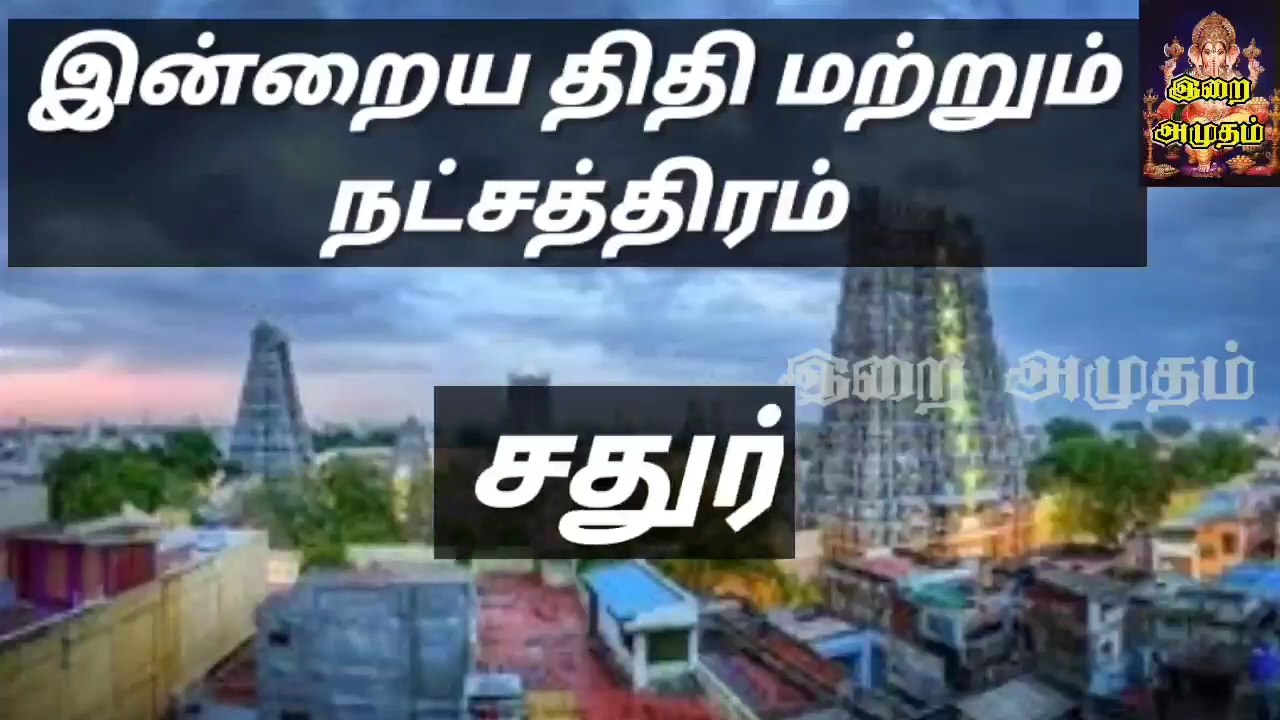 இன்றைய திதி மற்றும்
நட்சத்திரம்
இறை
அமுதம்
இறை அமுதம்
சதுர்